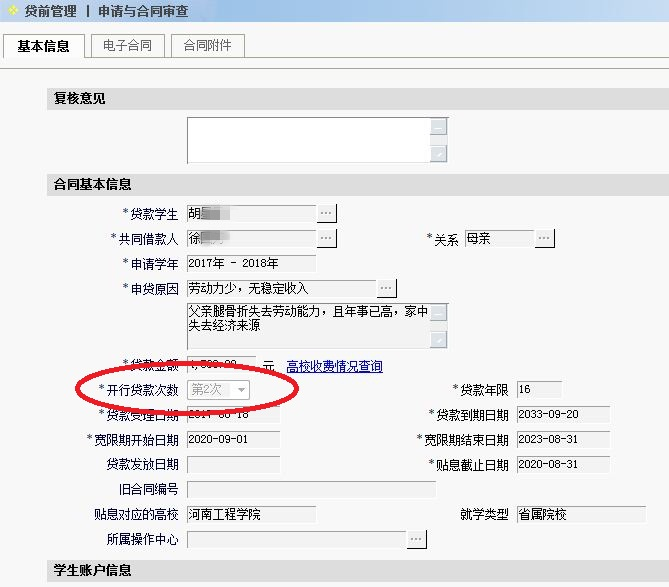 贷前管理 | 申请与合同审查
基本信息 电子合同 合同附件
复核意见
合同基本信息
*贷款学生 胡
*共同借款人 徐 *关系 母亲
*申请学年 2017年 - 2018年
*申贷原因 劳动力少，无稳定收入
父亲腿骨折失去劳动能力，且年事已高，家中
失去经济来源
*贷款金额 元 高校收费情况查询
*开行贷款次数 第2次 *贷款年限 16
*贷款受理日期 *贷款到期日期 2033-09-20
*宽限期开始日期 2020-09-01 *宽限期结束日期 2023-08-31
贷款发放日期 *贴息截止日期 2020-08-31
旧合同编号
贴息对应的高校 河南工程学院 就学类型 省属院校
所属操作中心
学生账户信息